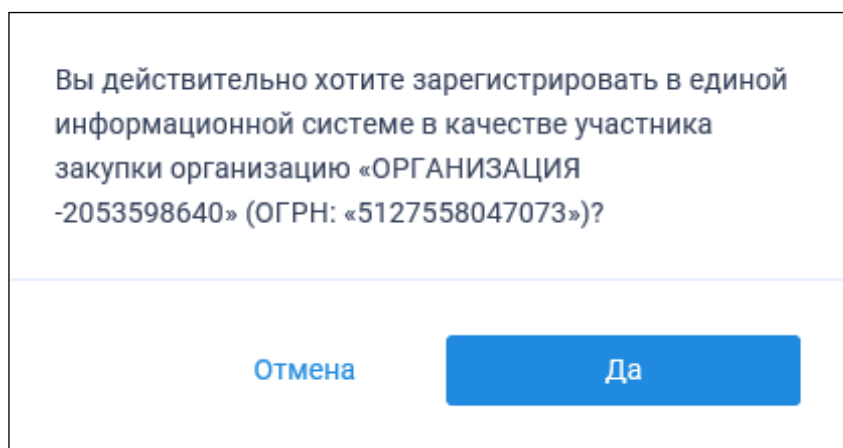 Вы действительно хотите зарегистрировать в единой
информационной системе в качестве участника
закупки организацию «ОРГАНИЗАЦИЯ
-2053598640» (ОГРН: «5127558047073»)?
Отмена
Да